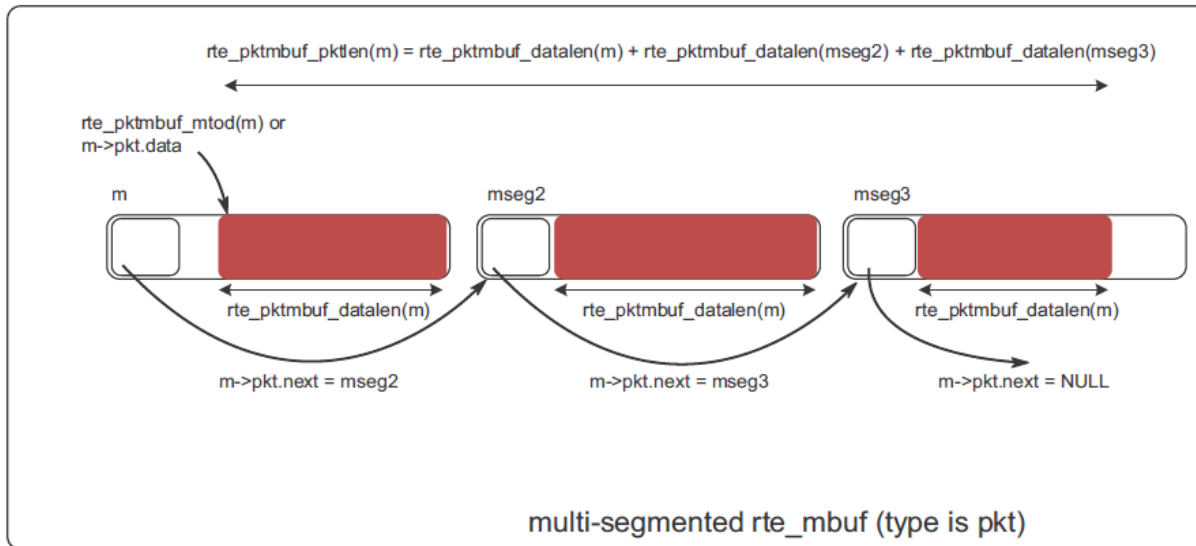 rte_pktmbuf_pktlen(m) = rte_pktmbuf_datalen(m) + rte_pktmbuf_datalen(mseg2) + rte_pktmbuf_datalen(mseg3)
rte_pktmbuf_mtod(m) or
m->pkt.data
m
mseg2
mseg3
rte_pktmbuf_datalen(m)
rte_pktmbuf_datalen(m)
rte_pktmbuf_datalen(m)
m->pkt.next = mseg2
m->pkt.next = mseg3
m->pkt.next = NULL
multi-segmented rte_mbuf (type is pkt)